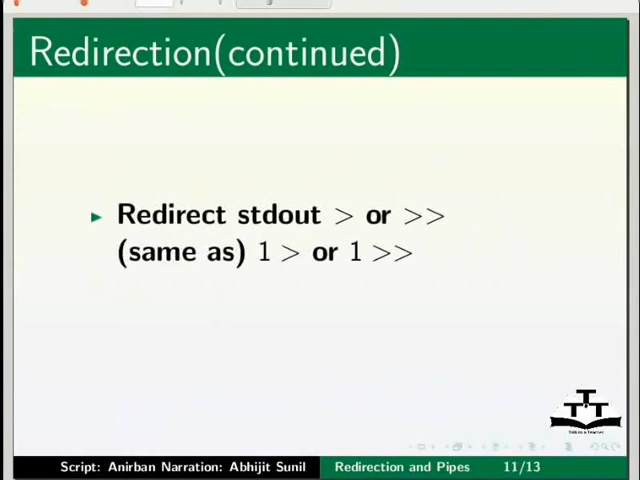 Redirection(continued)
▶ Redirect stdout > or >>
(same as) 1 > or 1 >>
TTT
Script: Anirban Narration: Abhijit Sunil Redirection and Pipes 11/13